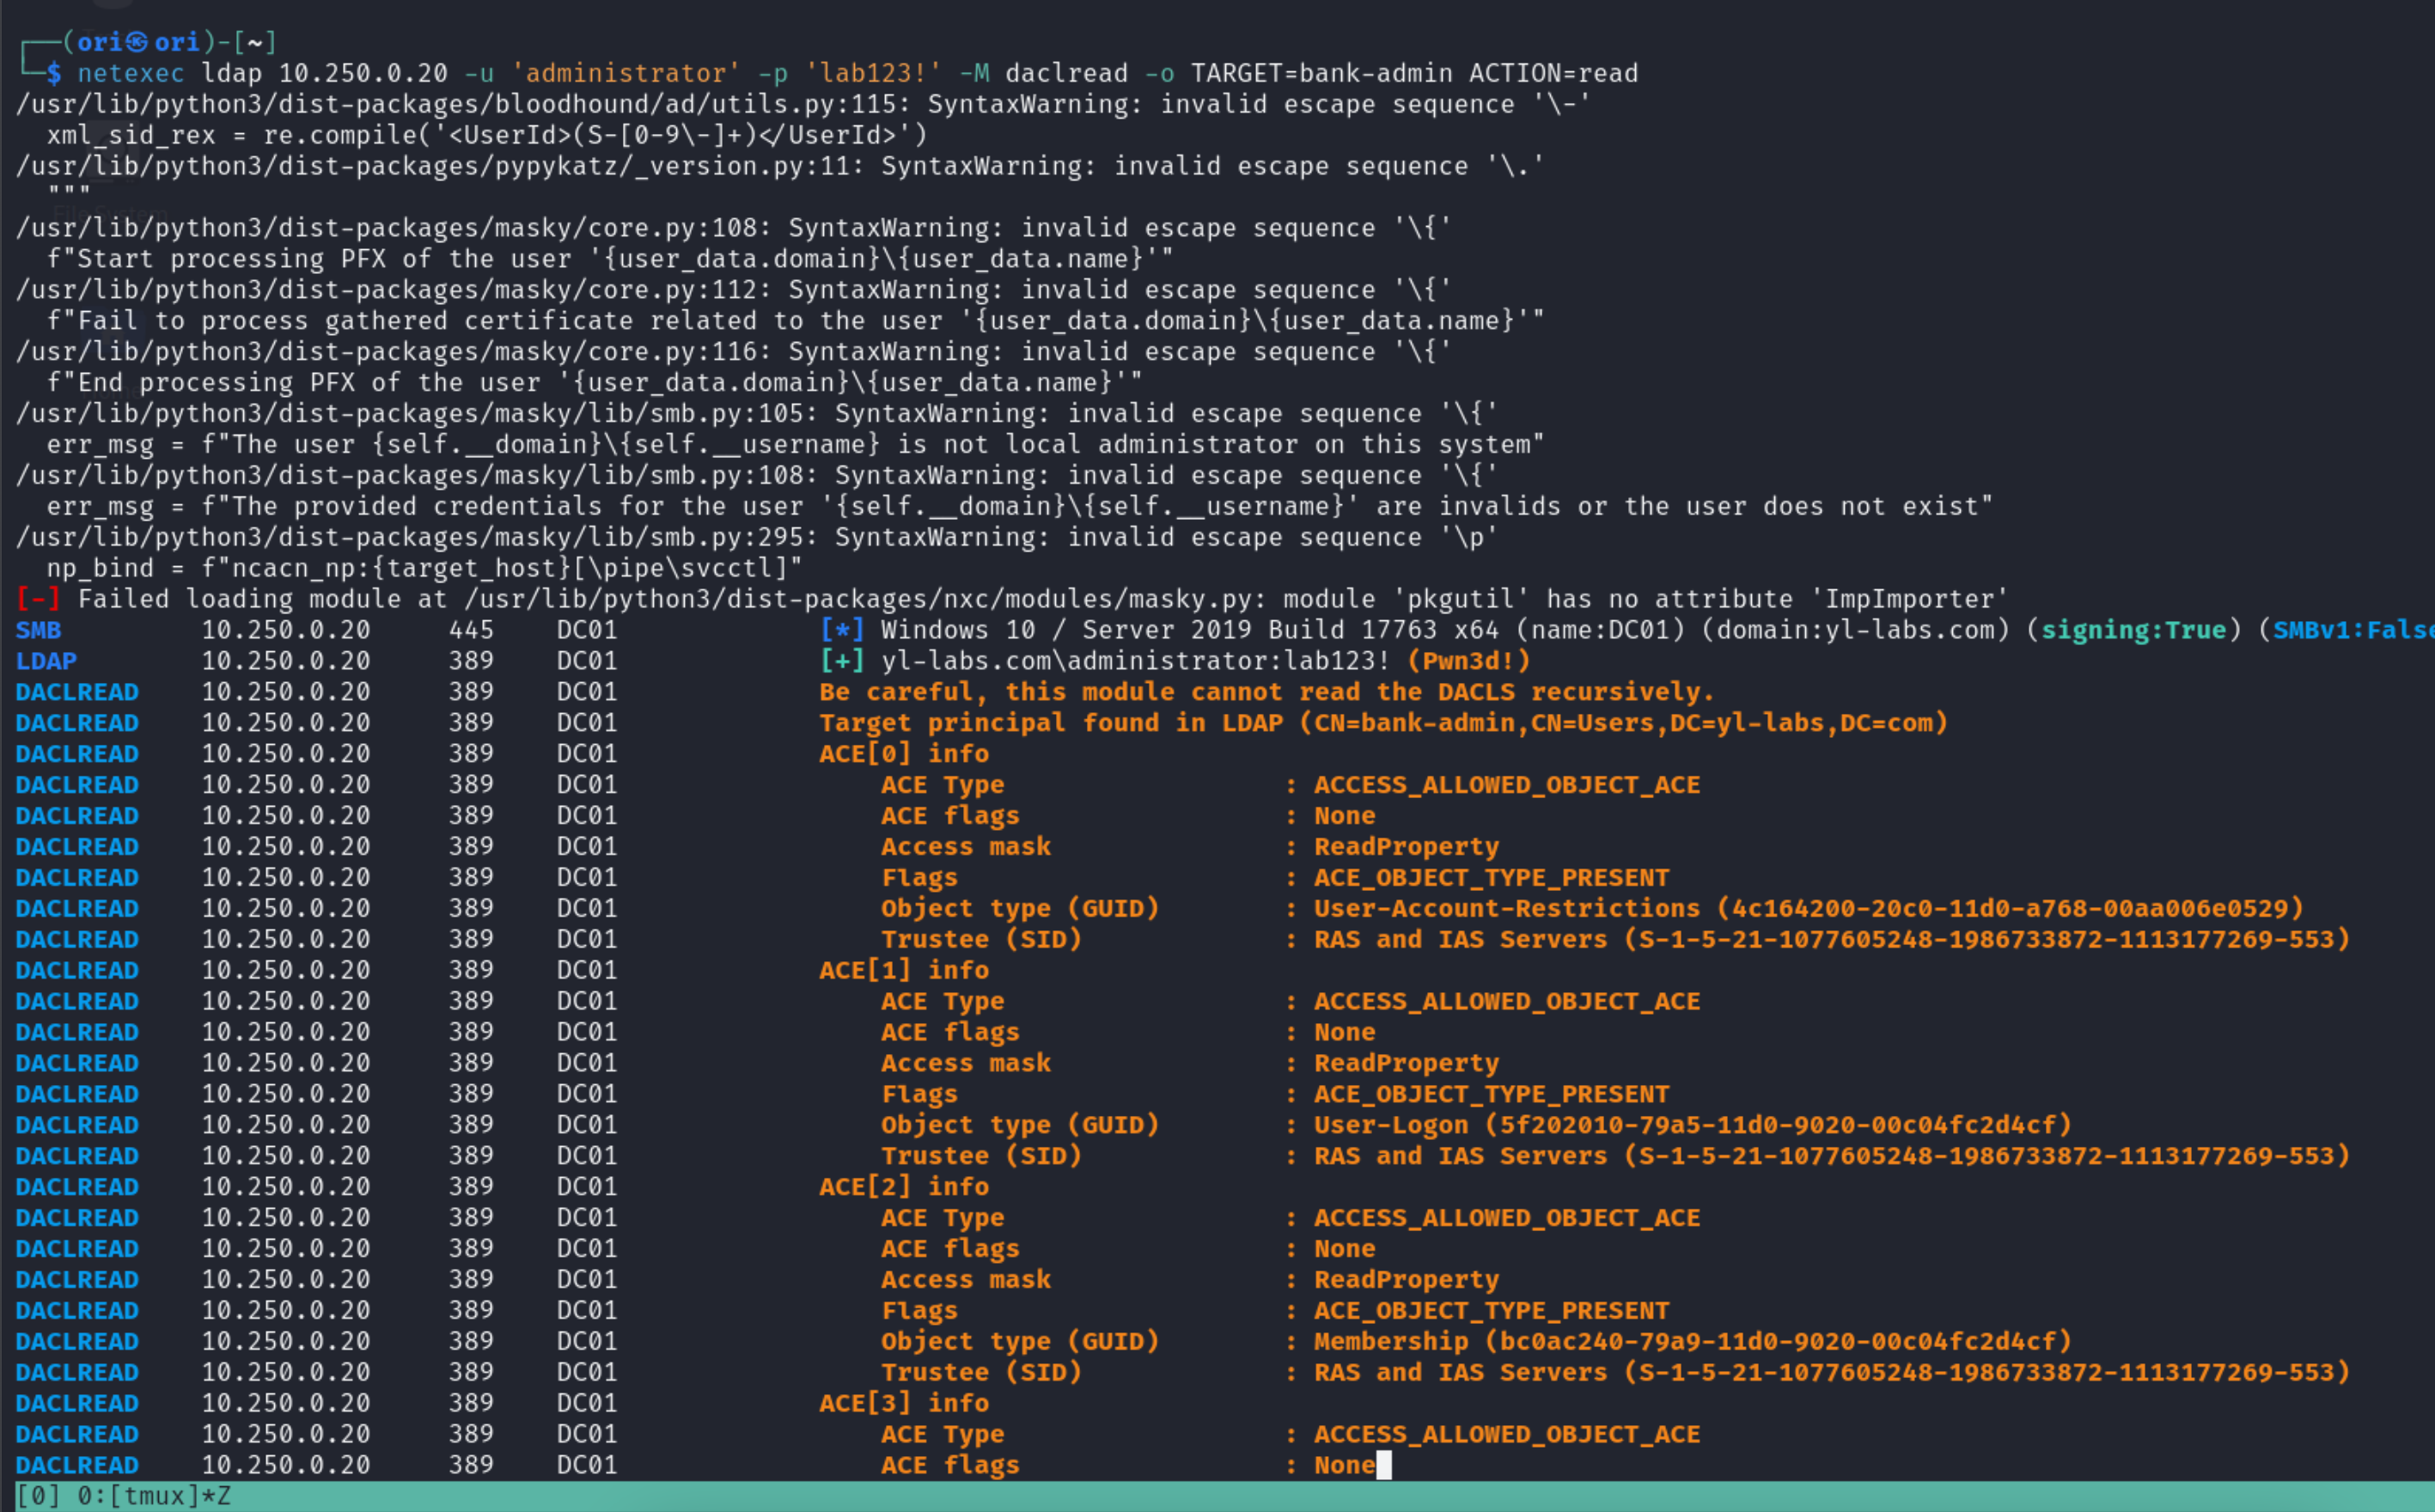 ┌──(ori㉿ori)-[~]
└─$ netexec ldap 10.250.0.20 -u 'administrator' -p 'lab123!' -M daclread -o TARGET=bank-admin ACTION=read
/usr/lib/python3/dist-packages/bloodhound/ad/utils.py:115: SyntaxWarning: invalid escape sequence '\-'
  xml_sid_rex = re.compile('<UserId>(S-[0-9\-]+)</UserId>')
/usr/lib/python3/dist-packages/pypykatz/_version.py:11: SyntaxWarning: invalid escape sequence '\.'
  """
/usr/lib/python3/dist-packages/masky/core.py:108: SyntaxWarning: invalid escape sequence '\{'
  f"Start processing PFX of the user '{user_data.domain}\{user_data.name}'"
/usr/lib/python3/dist-packages/masky/core.py:112: SyntaxWarning: invalid escape sequence '\{'
  f"Fail to process gathered certificate related to the user '{user_data.domain}\{user_data.name}'"
/usr/lib/python3/dist-packages/masky/core.py:116: SyntaxWarning: invalid escape sequence '\{'
  f"End processing PFX of the user '{user_data.domain}\{user_data.name}'"
/usr/lib/python3/dist-packages/masky/lib/smb.py:105: SyntaxWarning: invalid escape sequence '\{'
  err_msg = f"The user {self.__domain}\{self.__username} is not local administrator on this system"
/usr/lib/python3/dist-packages/masky/lib/smb.py:108: SyntaxWarning: invalid escape sequence '\{'
  err_msg = f"The provided credentials for the user '{self.__domain}\{self.__username}' are invalids or the user does not exist"
/usr/lib/python3/dist-packages/masky/lib/smb.py:295: SyntaxWarning: invalid escape sequence '\p'
  np_bind = f"ncacn_np:{target_host}[\pipe\svcctl]"
[-] Failed loading module at /usr/lib/python3/dist-packages/nxc/modules/masky.py: module 'pkgutil' has no attribute 'ImpImporter'
SMB 10.250.0.20 445 DC01 [*] Windows 10 / Server 2019 Build 17763 x64 (name:DC01) (domain:yl-labs.com) (signing:True) (SMBv1:False
LDAP 10.250.0.20 389 DC01 [+] yl-labs.com\administrator:lab123! (Pwn3d!)
DACLREAD 10.250.0.20 389 DC01 Be careful, this module cannot read the DACLS recursively.
DACLREAD 10.250.0.20 389 DC01 Target principal found in LDAP (CN=bank-admin,CN=Users,DC=yl-labs,DC=com)
DACLREAD 10.250.0.20 389 DC01 ACE[0] info
DACLREAD 10.250.0.20 389 DC01 ACE Type : ACCESS_ALLOWED_OBJECT_ACE
DACLREAD 10.250.0.20 389 DC01 ACE flags : None
DACLREAD 10.250.0.20 389 DC01 Access mask : ReadProperty
DACLREAD 10.250.0.20 389 DC01 Flags : ACE_OBJECT_TYPE_PRESENT
DACLREAD 10.250.0.20 389 DC01 Object type (GUID) : User-Account-Restrictions (4c164200-20c0-11d0-a768-00aa006e0529)
DACLREAD 10.250.0.20 389 DC01 Trustee (SID) : RAS and IAS Servers (S-1-5-21-1077605248-1986733872-1113177269-553)
DACLREAD 10.250.0.20 389 DC01 ACE[1] info
DACLREAD 10.250.0.20 389 DC01 ACE Type : ACCESS_ALLOWED_OBJECT_ACE
DACLREAD 10.250.0.20 389 DC01 ACE flags : None
DACLREAD 10.250.0.20 389 DC01 Access mask : ReadProperty
DACLREAD 10.250.0.20 389 DC01 Flags : ACE_OBJECT_TYPE_PRESENT
DACLREAD 10.250.0.20 389 DC01 Object type (GUID) : User-Logon (5f202010-79a5-11d0-9020-00c04fc2d4cf)
DACLREAD 10.250.0.20 389 DC01 Trustee (SID) : RAS and IAS Servers (S-1-5-21-1077605248-1986733872-1113177269-553)
DACLREAD 10.250.0.20 389 DC01 ACE[2] info
DACLREAD 10.250.0.20 389 DC01 ACE Type : ACCESS_ALLOWED_OBJECT_ACE
DACLREAD 10.250.0.20 389 DC01 ACE flags : None
DACLREAD 10.250.0.20 389 DC01 Access mask : ReadProperty
DACLREAD 10.250.0.20 389 DC01 Flags : ACE_OBJECT_TYPE_PRESENT
DACLREAD 10.250.0.20 389 DC01 Object type (GUID) : Membership (bc0ac240-79a9-11d0-9020-00c04fc2d4cf)
DACLREAD 10.250.0.20 389 DC01 Trustee (SID) : RAS and IAS Servers (S-1-5-21-1077605248-1986733872-1113177269-553)
DACLREAD 10.250.0.20 389 DC01 ACE[3] info
DACLREAD 10.250.0.20 389 DC01 ACE Type : ACCESS_ALLOWED_OBJECT_ACE
DACLREAD 10.250.0.20 389 DC01 ACE flags : None
[0] 0:[tmux]*Z